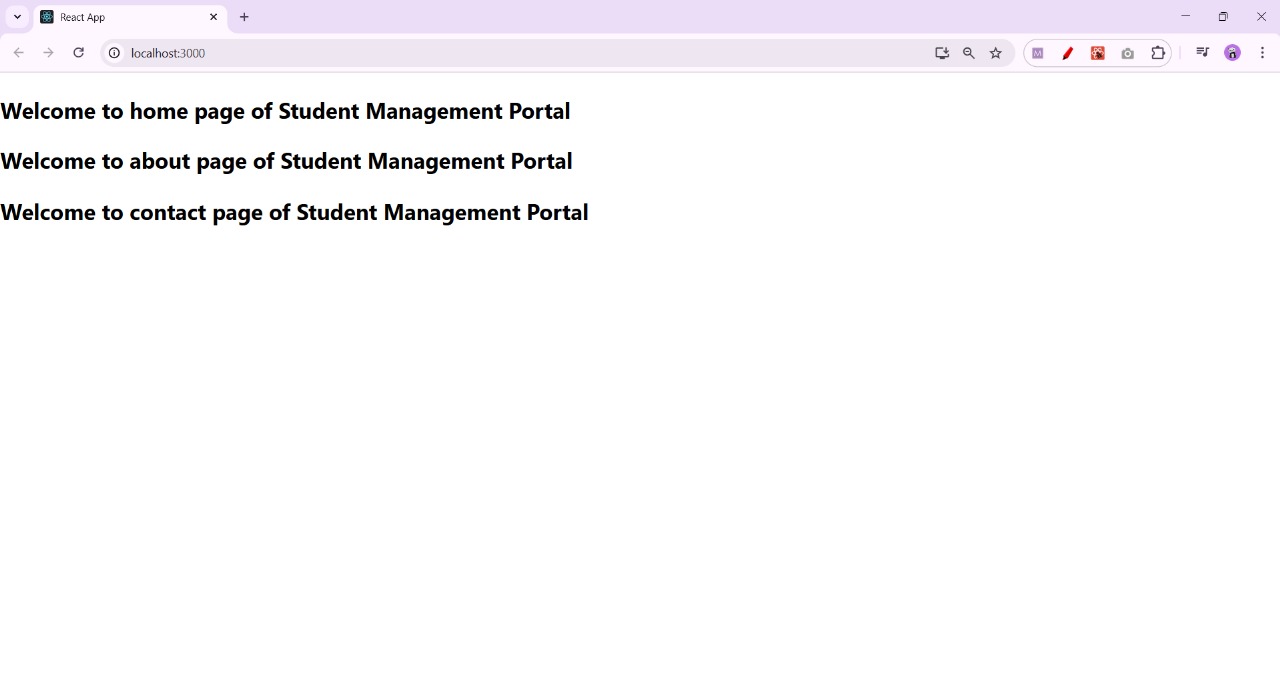 React App
localhost:3000
M
Welcome to home page of Student Management Portal
Welcome to about page of Student Management Portal
Welcome to contact page of Student Management Portal